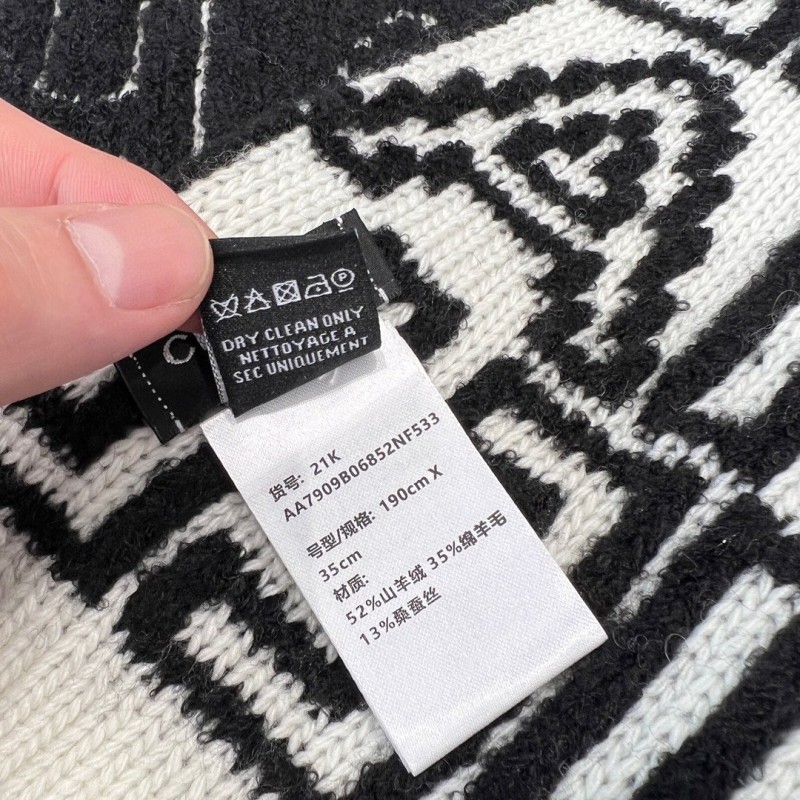 C
P
DRY CLEAN ONLY
NETTOYAGE A
SEC UNIQUEMENT
货号: 21K
AA7909B06852NF533
号型/规格: 190cm X
35cm
材质:
52%山羊绒 35%绵羊毛
13%桑蚕丝